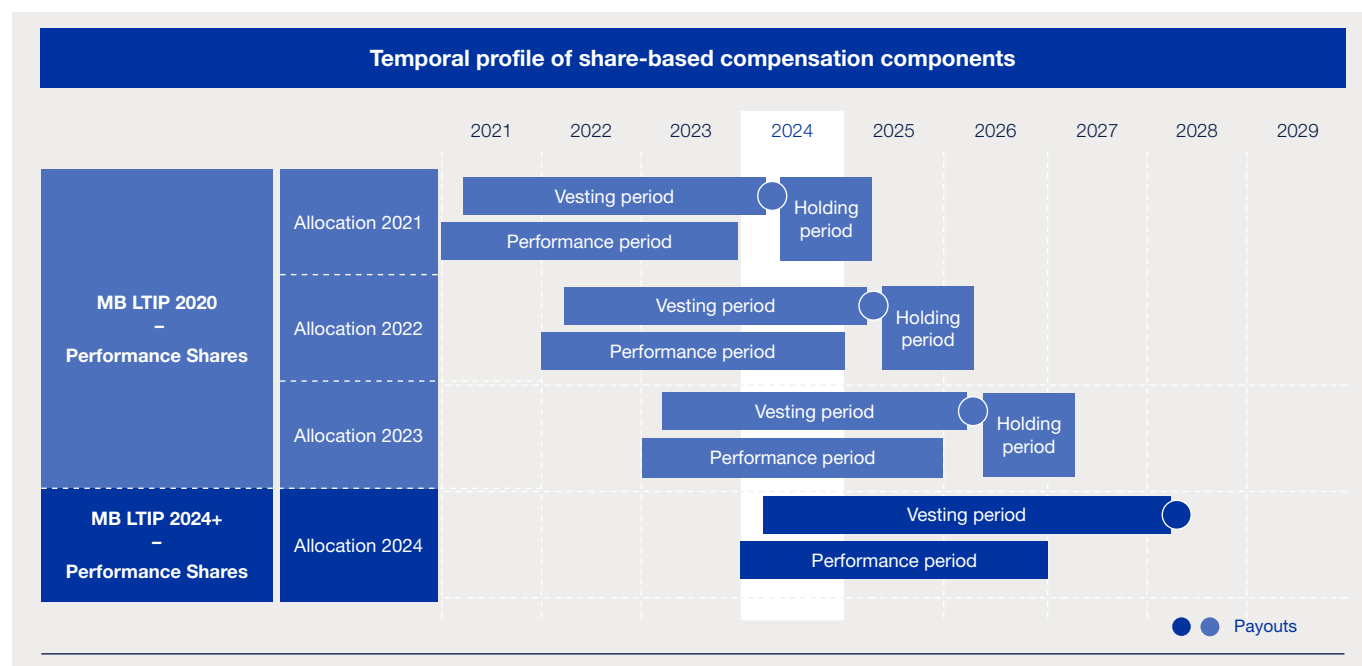 Temporal profile of share-based compensation components
2021 2022 2023 2024 2025 2026 2027 2028 2029
MB LTIP 2020
–
Performance Shares
Allocation 2021
Vesting period
Performance period
Holding
period
Allocation 2022
Vesting period
Performance period
Holding
period
Allocation 2023
Vesting period
Performance period
Holding
period
MB LTIP 2024+
–
Performance Shares
Allocation 2024
Vesting period
Performance period
Payouts